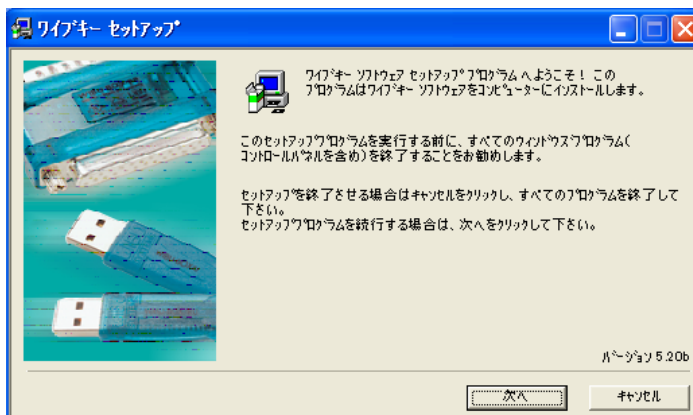 ﾜｲﾌﾞｷｰ ｾｯﾄｱｯﾌﾟ
ﾜｲﾌﾞｷｰ ｿﾌﾄｳｪｱ ｾｯﾄｱｯﾌﾟﾌﾟﾛｸﾞﾗﾑ へようこそ！ この
ﾌﾟﾛｸﾞﾗﾑはﾜｲﾌﾞｷｰ ｿﾌﾄｳｪｱをｺﾝﾋﾟｭｰﾀｰにｲﾝｽﾄｰﾙします。
このｾｯﾄｱｯﾌﾟﾌﾟﾛｸﾞﾗﾑを実行する前に、すべてのｳｨﾝﾄﾞｳｽﾞﾌﾟﾛｸﾞﾗﾑ(
ｺﾝﾄﾛｰﾙﾊﾟﾈﾙを含め)を終了することをお勧めします。
ｾｯﾄｱｯﾌﾟを終了させる場合はｷｬﾝｾﾙをｸﾘｯｸし、すべてのﾌﾟﾛｸﾞﾗﾑを終了して
下さい。
ｾｯﾄｱｯﾌﾟﾌﾟﾛｸﾞﾗﾑを続行する場合は、次へをｸﾘｯｸして下さい。
ﾊﾞｰｼﾞｮﾝ 5.20b
次へ
ｷｬﾝｾﾙ